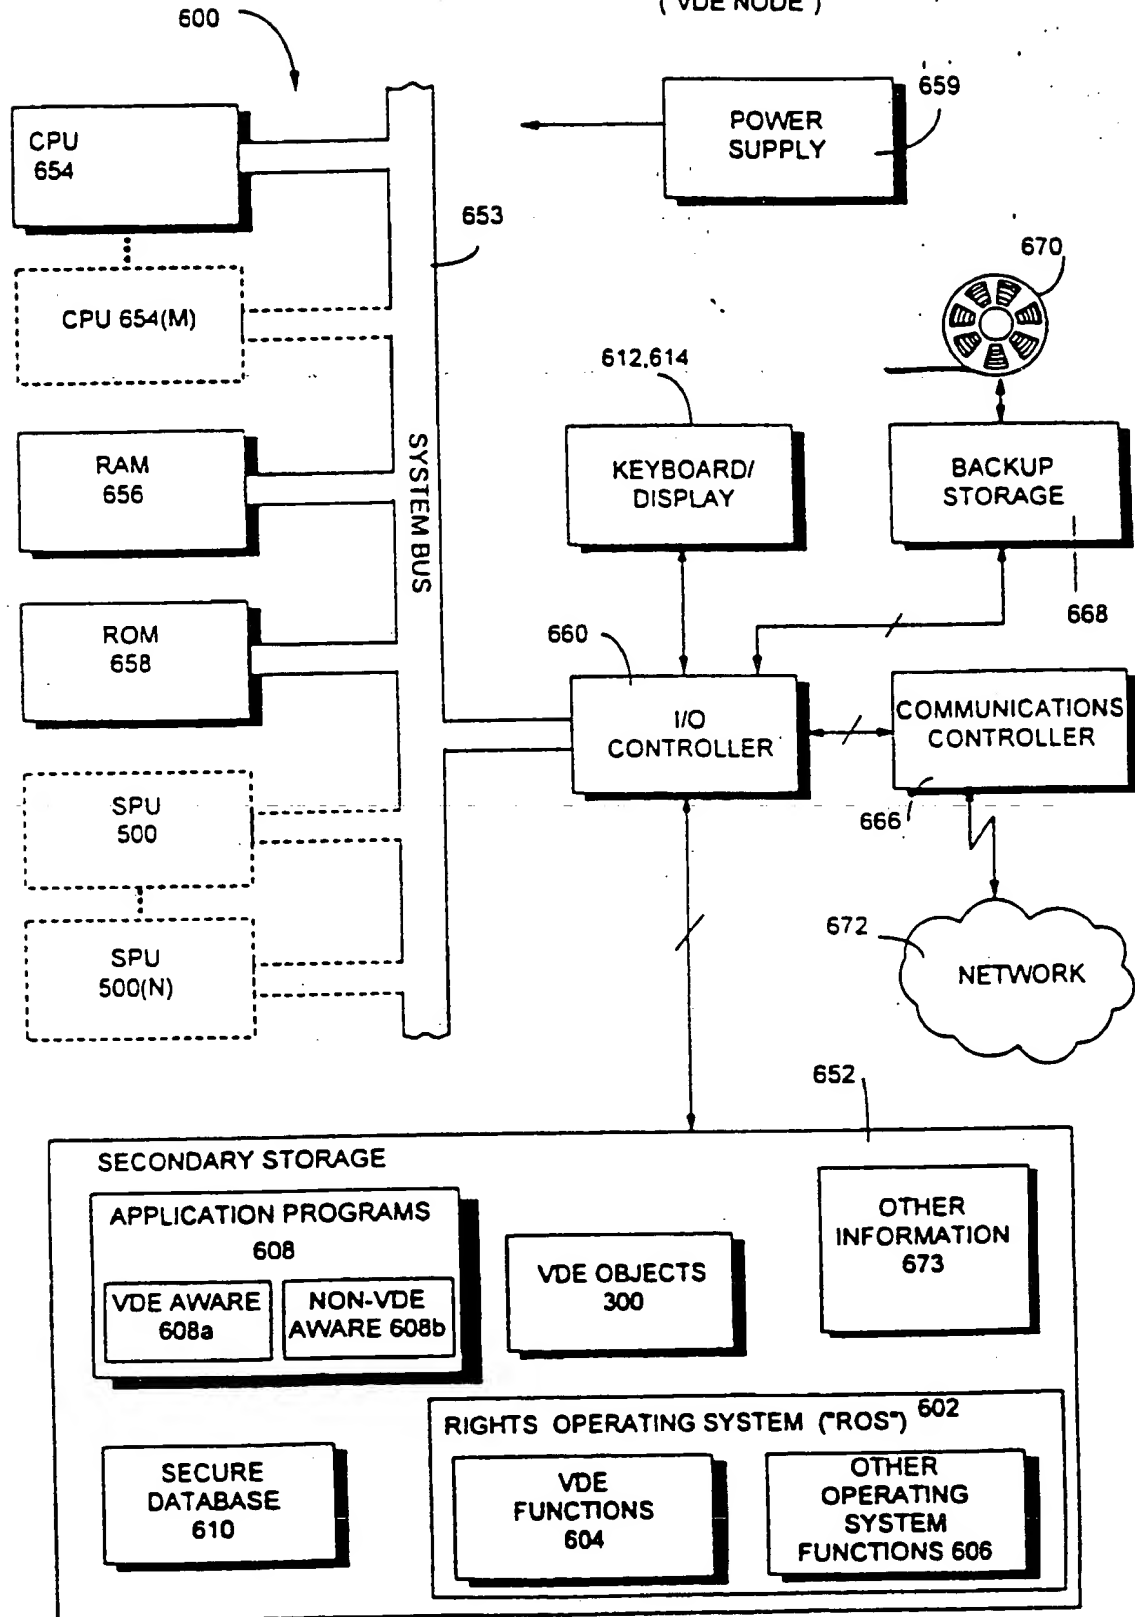 ( VDE NODE )
600
CPU
654
POWER
SUPPLY
659
653
CPU 654(M)
670
612,614
SYSTEM BUS
RAM
656
KEYBOARD/
DISPLAY
BACKUP
STORAGE
668
ROM
658
660
I/O
CONTROLLER
COMMUNICATIONS
CONTROLLER
666
SPU
500
SPU
500(N)
672
NETWORK
652
SECONDARY STORAGE
APPLICATION PROGRAMS
608
VDE AWARE
608a
NON-VDE
AWARE 608b
VDE OBJECTS
300
OTHER
INFORMATION
673
SECURE
DATABASE
610
RIGHTS OPERATING SYSTEM ("ROS") 602
VDE
FUNCTIONS
604
OTHER
OPERATING
SYSTEM
FUNCTIONS 606